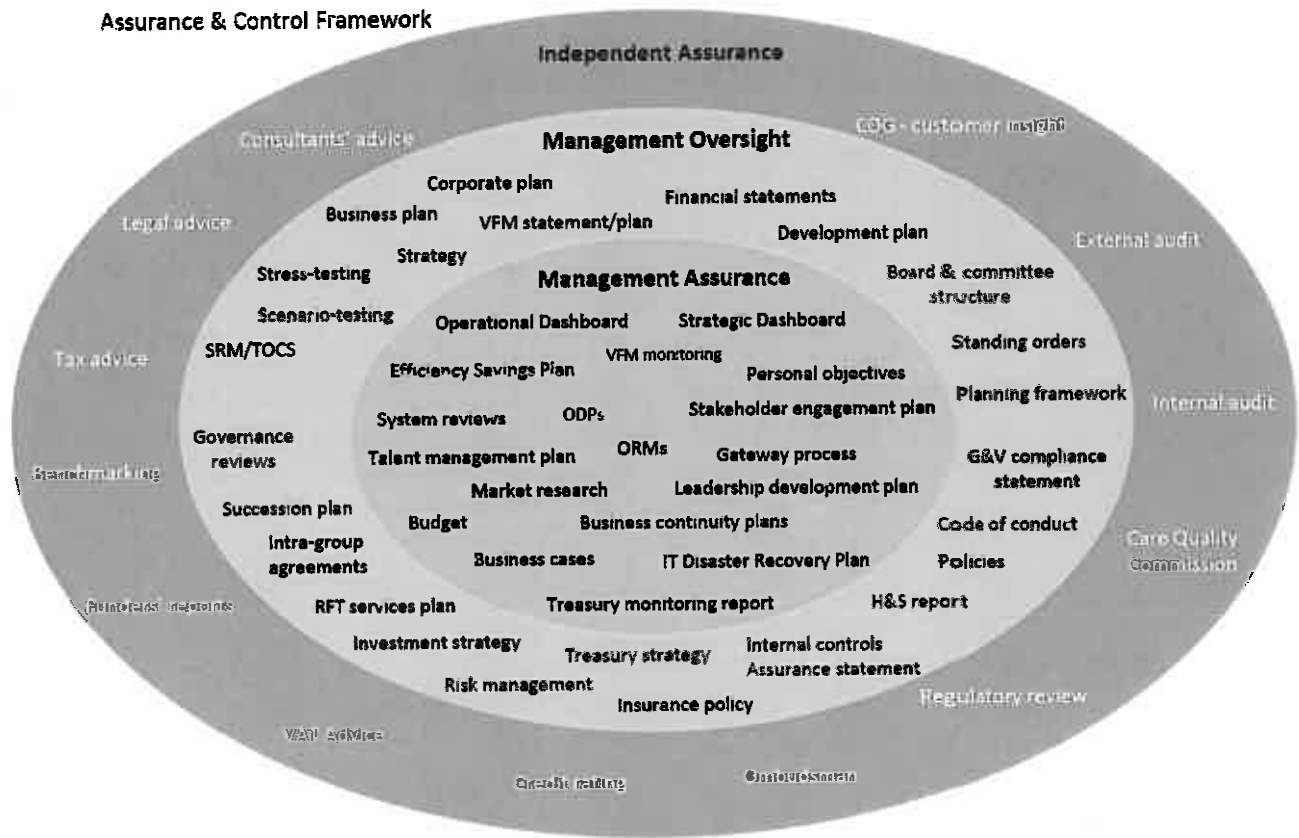 Assurance & Control Framework
Independent Assurance
Consultants' advice
COG - customer insight
Management Oversight
Corporate plan
Financial statements
Business plan
VFM statement/plan
Legal advice
Development plan
External audit
Strategy
Stress-testing
Management Assurance
Board & committee
structure
Scenario-testing
Operational Dashboard
Strategic Dashboard
SRM/TOCS
Standing orders
Tax advice
VFM monitoring
Efficiency Savings Plan
Personal objectives
Planning framework
Internal audit
System reviews
ODPs
Stakeholder engagement plan
Governance
reviews
Talent management plan
ORMs
Gateway process
G&V compliance
statement
Benchmarking
Market research
Leadership development plan
Succession plan
Budget
Business continuity plans
Code of conduct
Care Quality
Commission
Intra-group
agreements
Business cases
IT Disaster Recovery Plan
Policies
RFT services plan
Treasury monitoring report
H&S report
Investment strategy
Treasury strategy
Internal controls
Assurance statement
Risk management
Insurance policy
Regulatory review
VAT advice
Credit rating